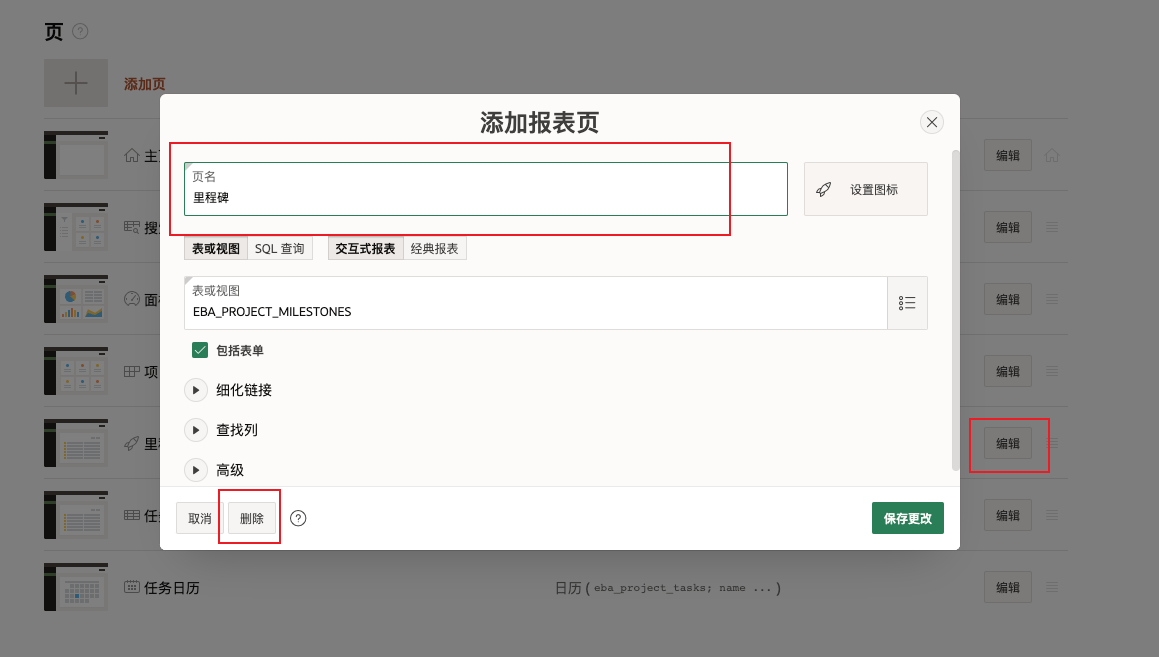 页
添加页
添加报表页
主
编辑
页名
里程碑
设置图标
编辑
表或视图 SQL 查询 交互式报表 经典报表
表或视图
EBA_PROJECT_MILESTONES
编辑
包括表单
项
编辑
细化链接
查找列
里
编辑
高级
取消 删除 保存更改
编辑
任务日历 日历 ( eba_project_tasks; name ... ) 编辑